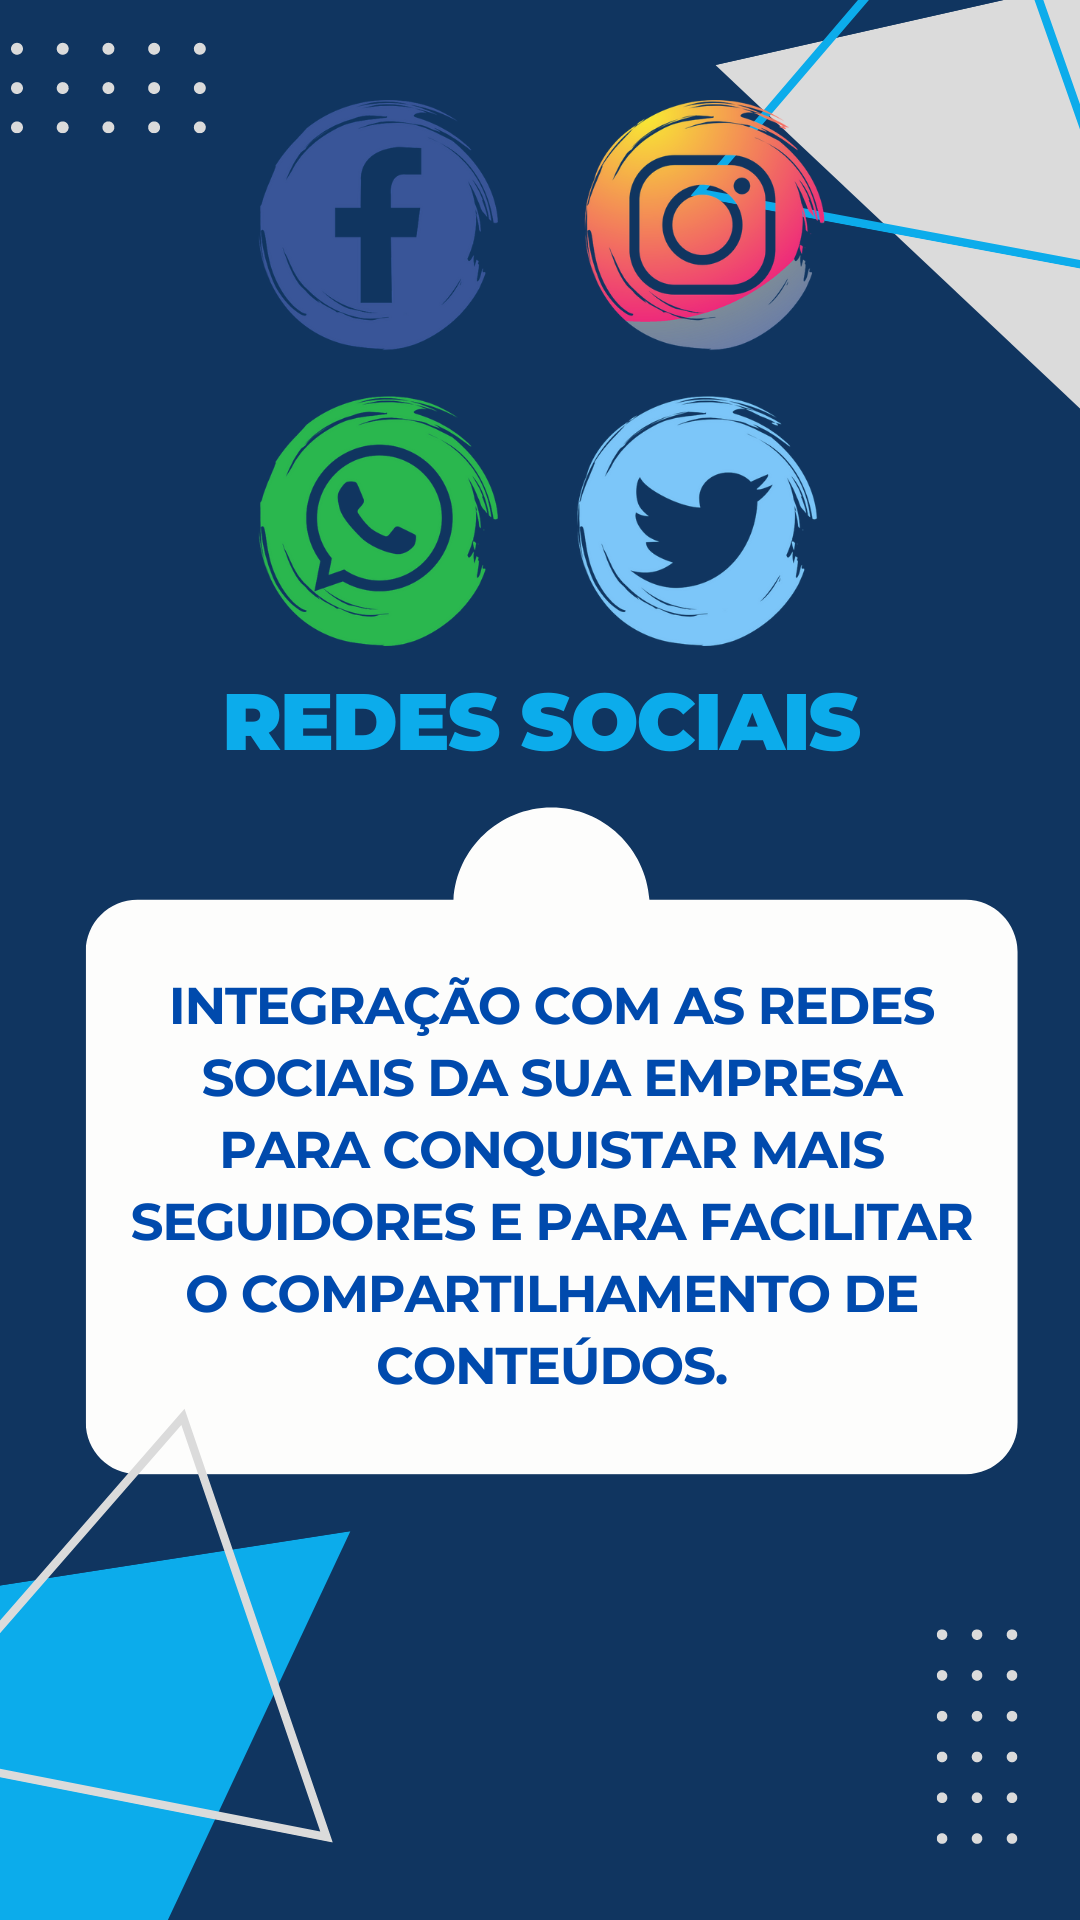 REDES SOCIAIS
INTEGRAÇÃO COM AS REDES
SOCIAIS DA SUA EMPRESA
PARA CONQUISTAR MAIS
SEGUIDORES E PARA FACILITAR
O COMPARTILHAMENTO DE
CONTEÚDOS.